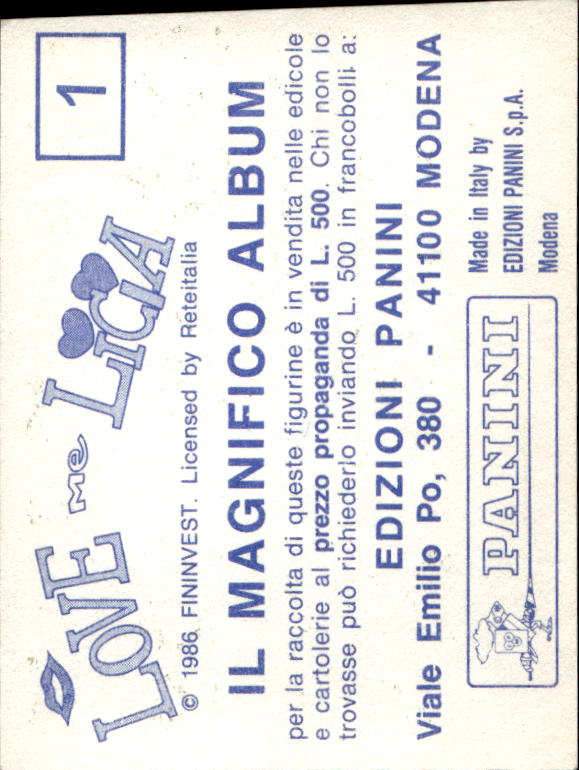 LOVE me LICIA
1
© 1986 FININVEST. Licensed by Reteitalia
IL MAGNIFICO ALBUM
per la raccolta di queste figurine è in vendita nelle edicole
e cartolerie al prezzo propaganda di L. 500. Chi non lo
trovasse può richiederlo inviando L. 500 in francobolli a:
EDIZIONI PANINI
Viale Emilio Po, 380 - 41100 MODENA
PANINI
Made in Italy by
EDIZIONI PANINI S.p.A.
Modena